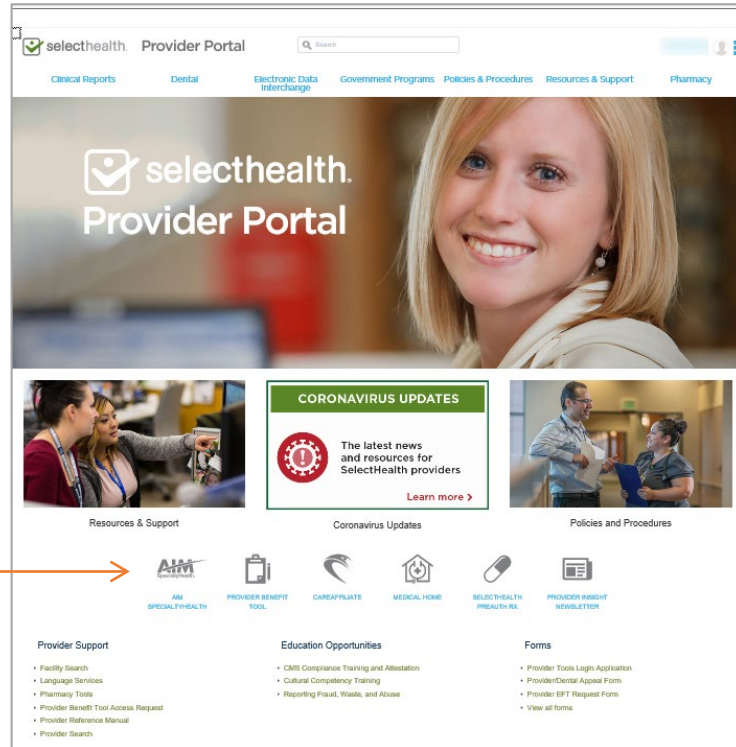 selecthealth. Provider Portal
Search
Clinical Reports
Dental
Electronic Data
Interchange
Government Programs
Policies & Procedures
Resources & Support
Pharmacy
selecthealth.
Provider Portal
CORONAVIRUS UPDATES
The latest news
and resources for
SelectHealth providers
Learn more >
Resources & Support
Coronavirus Updates
Policies and Procedures
AIM
SpecialtyHealth.
AIM
SPECIALTYHEALTH
PROVIDER BENEFIT
TOOL
CAREAFFILIATE
MEDICAL HOME
SELECTHEALTH
PREAUTH RX
PROVIDER INSIGHT
NEWSLETTER
Provider Support
• Facility Search
• Language Services
• Pharmacy Tools
• Provider Benefit Tool Access Request
• Provider Reference Manual
• Provider Search
Education Opportunities
• CMS Compliance Training and Attestation
• Cultural Competency Training
• Reporting Fraud, Waste, and Abuse
Forms
• Provider Tools Login Application
• Provider/Dental Appeal Form
• Provider EFT Request Form
• View all forms